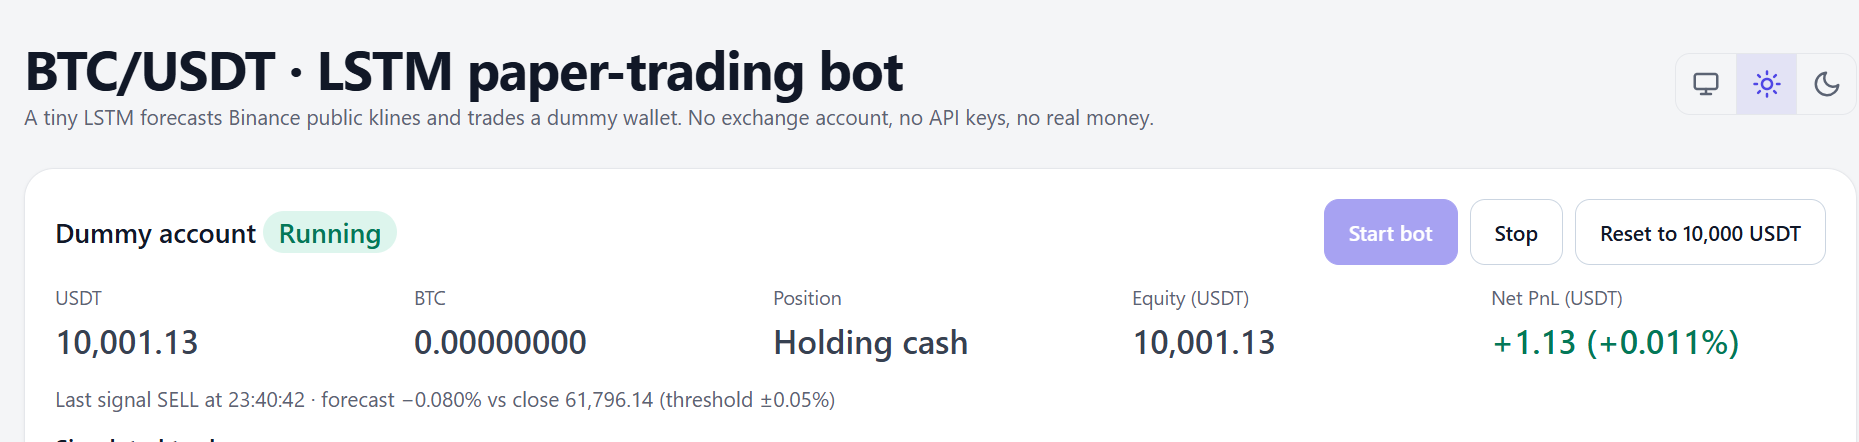 BTC/USDT · LSTM paper-trading bot
A tiny LSTM forecasts Binance public klines and trades a dummy wallet. No exchange account, no API keys, no real money.
Dummy account Running Start bot Stop Reset to 10,000 USDT
USDT BTC Position Equity (USDT) Net PnL (USDT)
10,001.13 0.00000000 Holding cash 10,001.13 +1.13 (+0.011%)
Last signal SELL at 23:40:42 · forecast −0.080% vs close 61,796.14 (threshold ±0.05%)